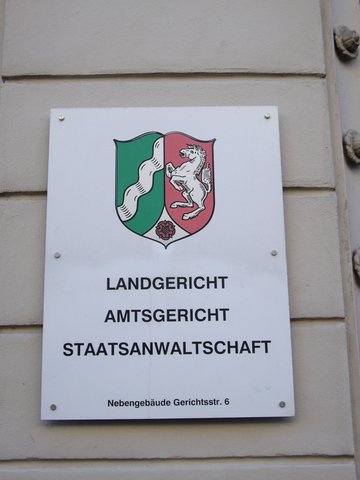 LANDGERICHT
AMTSGERICHT
STAATSANWALTSCHAFT
Nebengebäude Gerichtsstr. 6